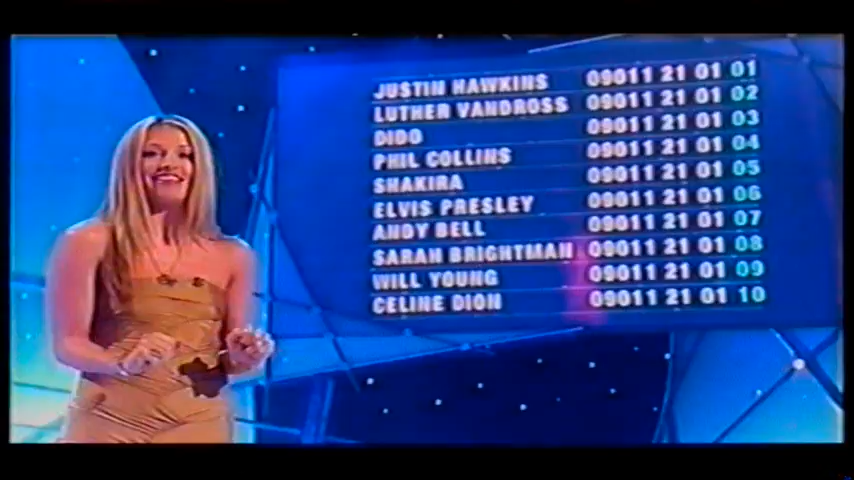 JUSTIN HAWKINS 09011 21 01 01
LUTHER VANDROSS 09011 21 01 02
DIDO 09011 21 01 03
PHIL COLLINS 09011 21 01 04
SHAKIRA 09011 21 01 05
ELVIS PRESLEY 09011 21 01 06
ANDY BELL 09011 21 01 07
SARAH BRIGHTMAN 09011 21 01 08
WILL YOUNG 09011 21 01 09
CELINE DION 09011 21 01 10